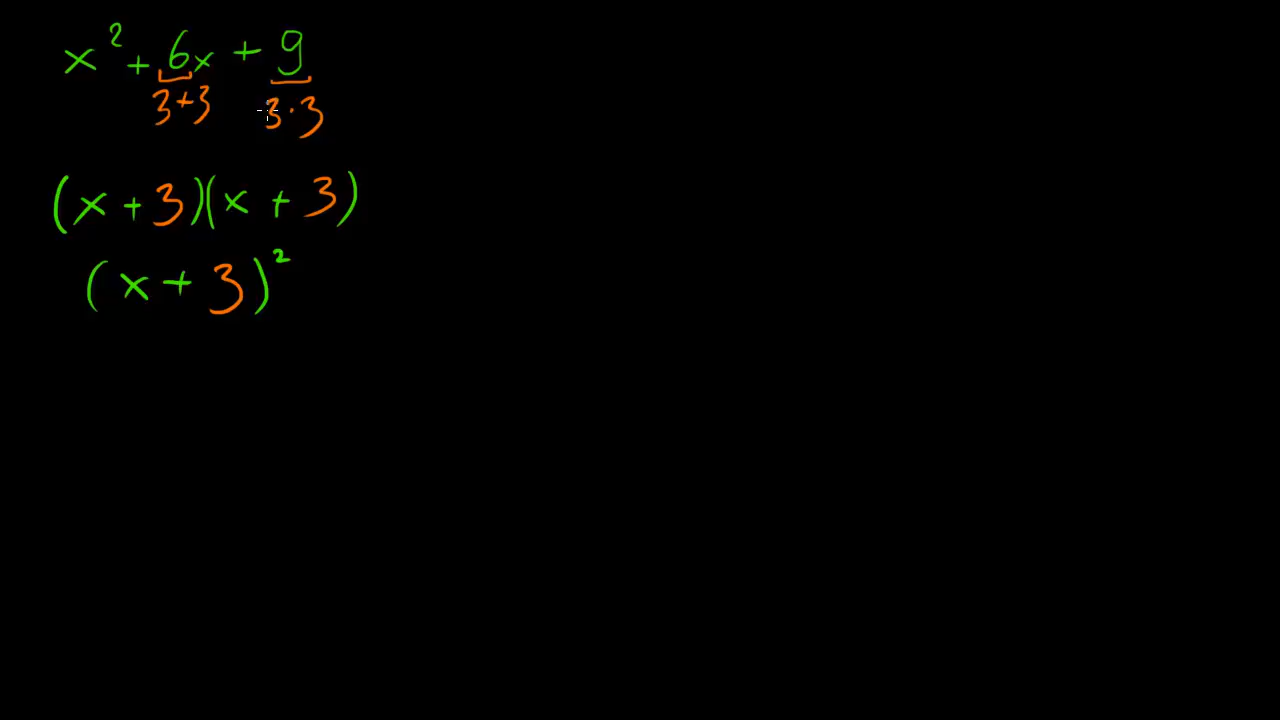 x² + 6x + 9
3+3 3·3
(x + 3)(x + 3)
(x + 3)²